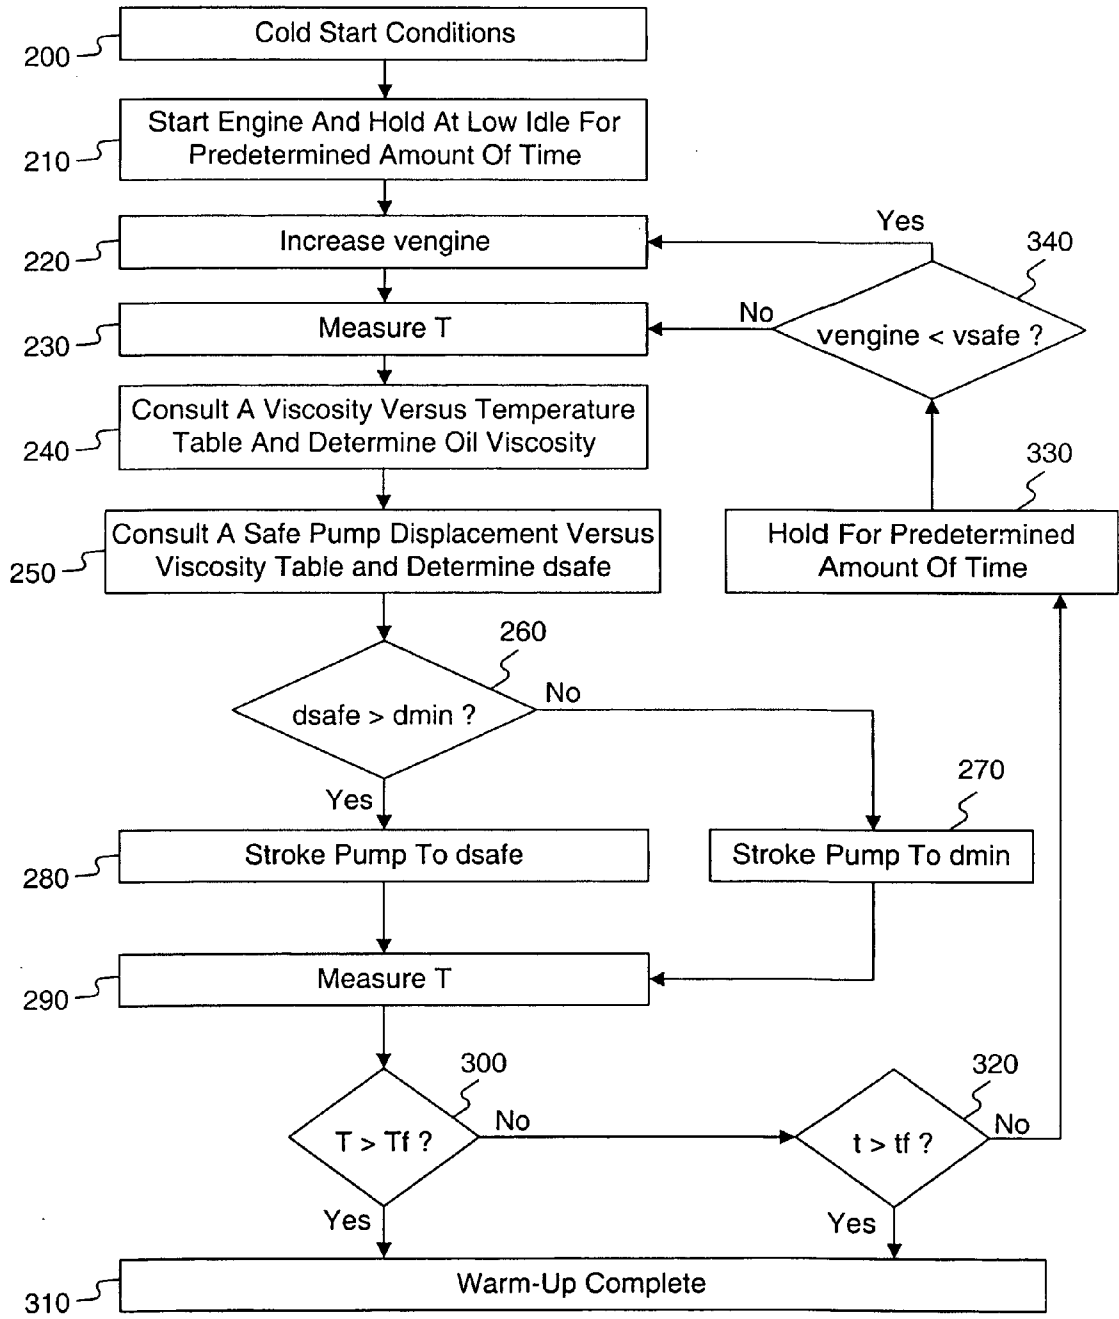 Cold Start Conditions
200
Start Engine And Hold At Low Idle For
Predetermined Amount Of Time
210
Yes
Increase vengine
220
340
Measure T
230
No
vengine < vsafe ?
Consult A Viscosity Versus Temperature
Table And Determine Oil Viscosity
240
330
Consult A Safe Pump Displacement Versus
Viscosity Table and Determine dsafe
250
Hold For Predetermined
Amount Of Time
260
dsafe > dmin ?
No
Yes
270
Stroke Pump To dsafe
280
Stroke Pump To dmin
Measure T
290
300
T > Tf ?
No
320
t > tf ?
No
Yes
Yes
Warm-Up Complete
310